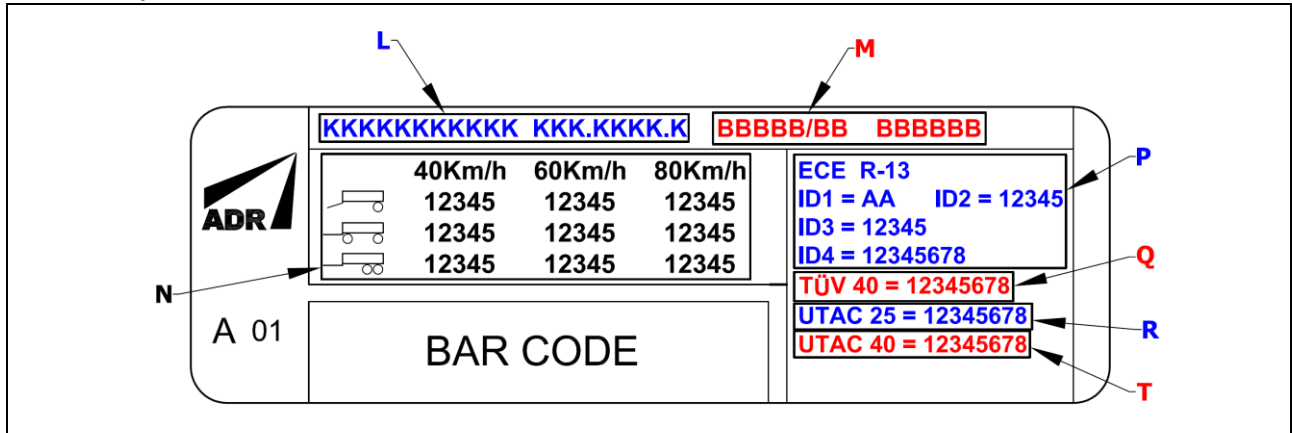 L
M
KKKKKKKKKKK KKK.KKKK.K
BBBBB/BB BBBBBB
40Km/h 60Km/h 80Km/h
12345 12345 12345
12345 12345 12345
12345 12345 12345
ADR
N
A 01
BAR CODE
ECE R-13
ID1 = AA ID2 = 12345
ID3 = 12345
ID4 = 12345678
TÜV 40 = 12345678
UTAC 25 = 12345678
UTAC 40 = 12345678
P
Q
R
T